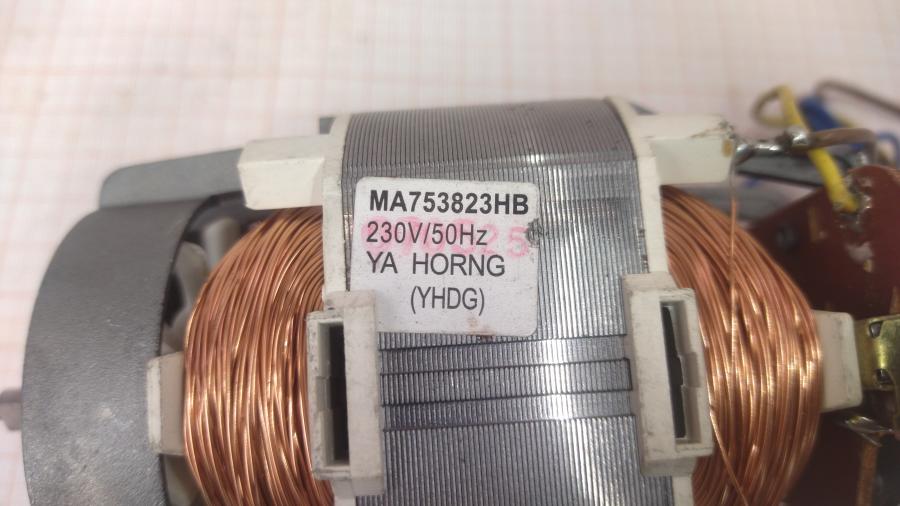 MA753823HB
230V/50Hz
YA HORNG
(YHDG)